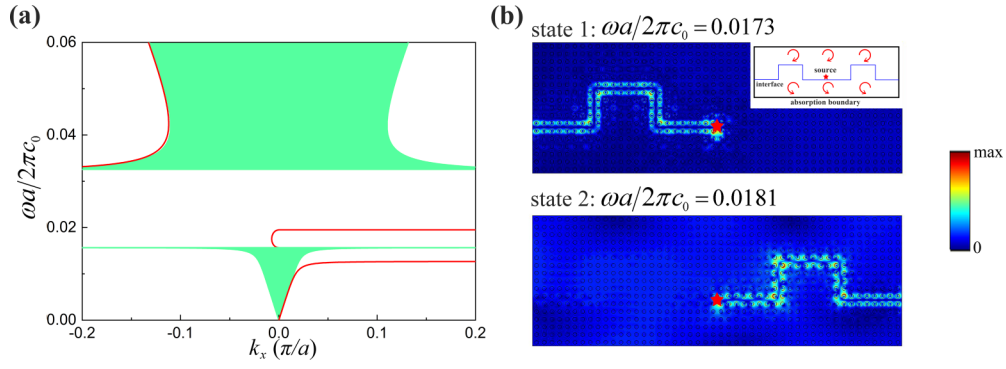 (a)
0.06
0.04
0.02
0.00
ωa/2πc₀
-0.2 -0.1 0.0 0.1 0.2
kₓ (π/a)
(b)
state 1: ωa/2πc₀ = 0.0173
source
interface
absorption boundary
state 2: ωa/2πc₀ = 0.0181
max
0